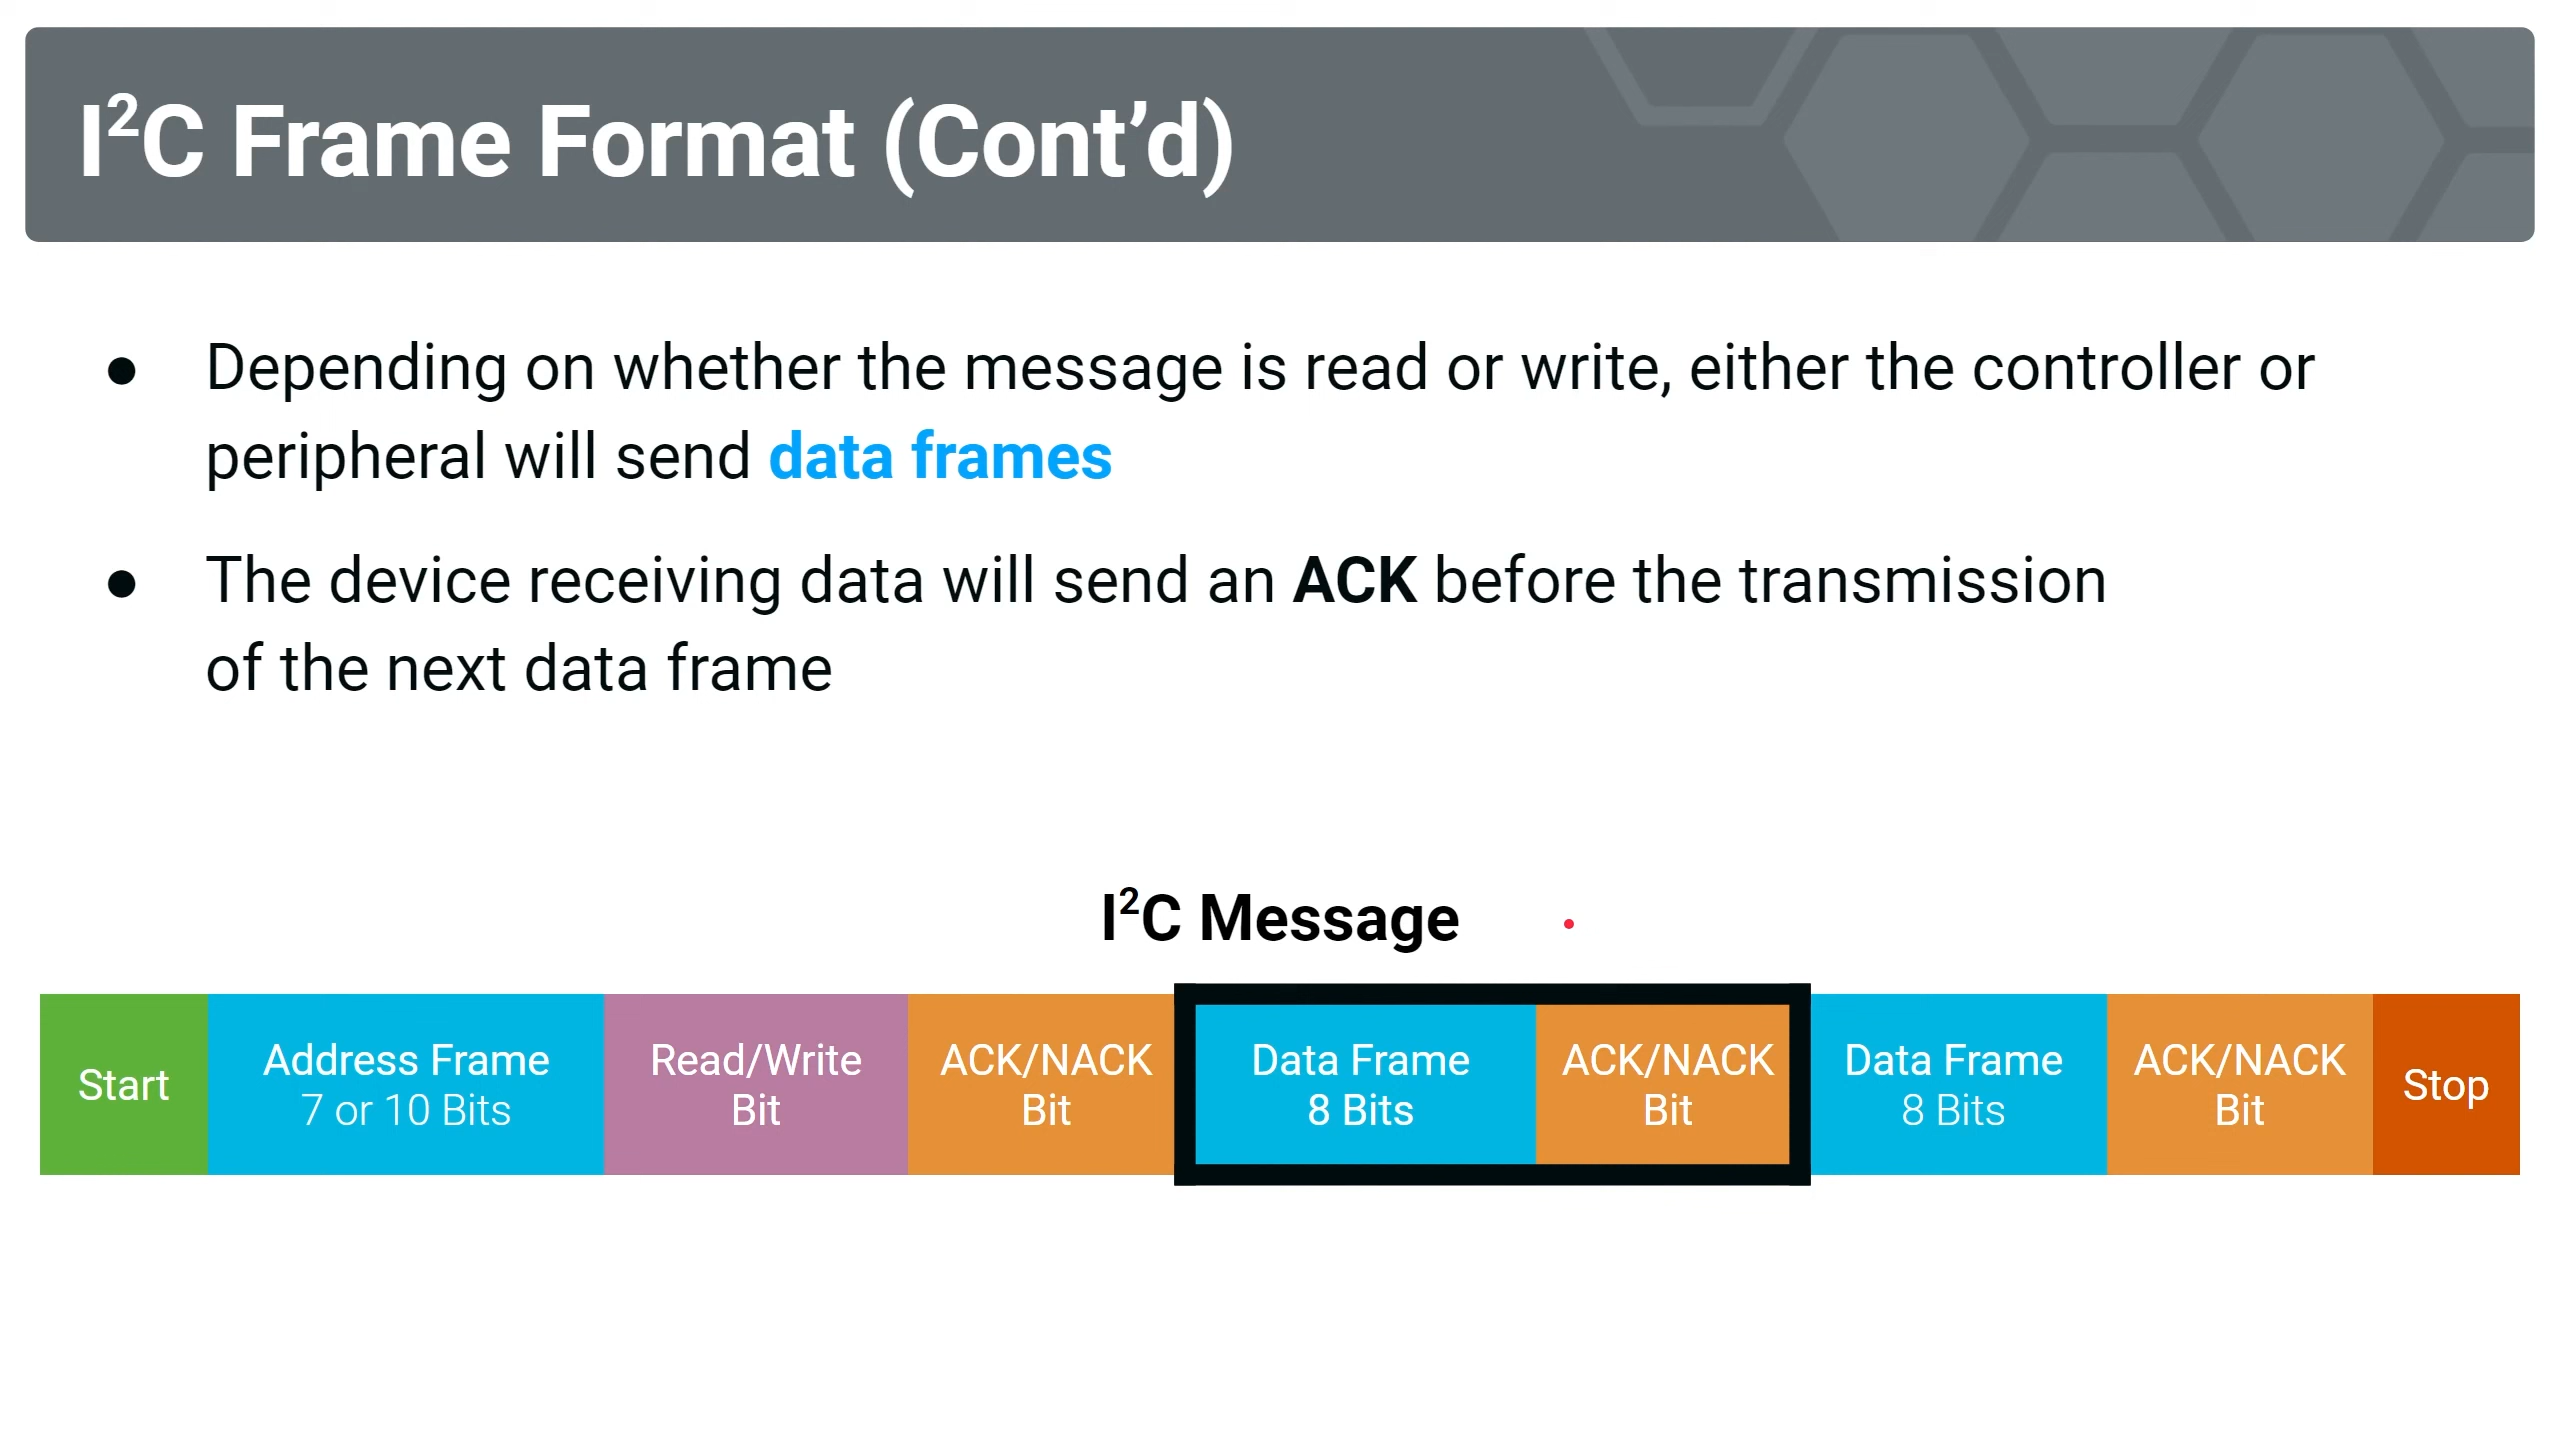 I²C Frame Format (Cont’d)
● Depending on whether the message is read or write, either the controller or
peripheral will send data frames
● The device receiving data will send an ACK before the transmission
of the next data frame
I²C Message
Start
Address Frame
7 or 10 Bits
Read/Write
Bit
ACK/NACK
Bit
Data Frame
8 Bits
ACK/NACK
Bit
Data Frame
8 Bits
ACK/NACK
Bit
Stop